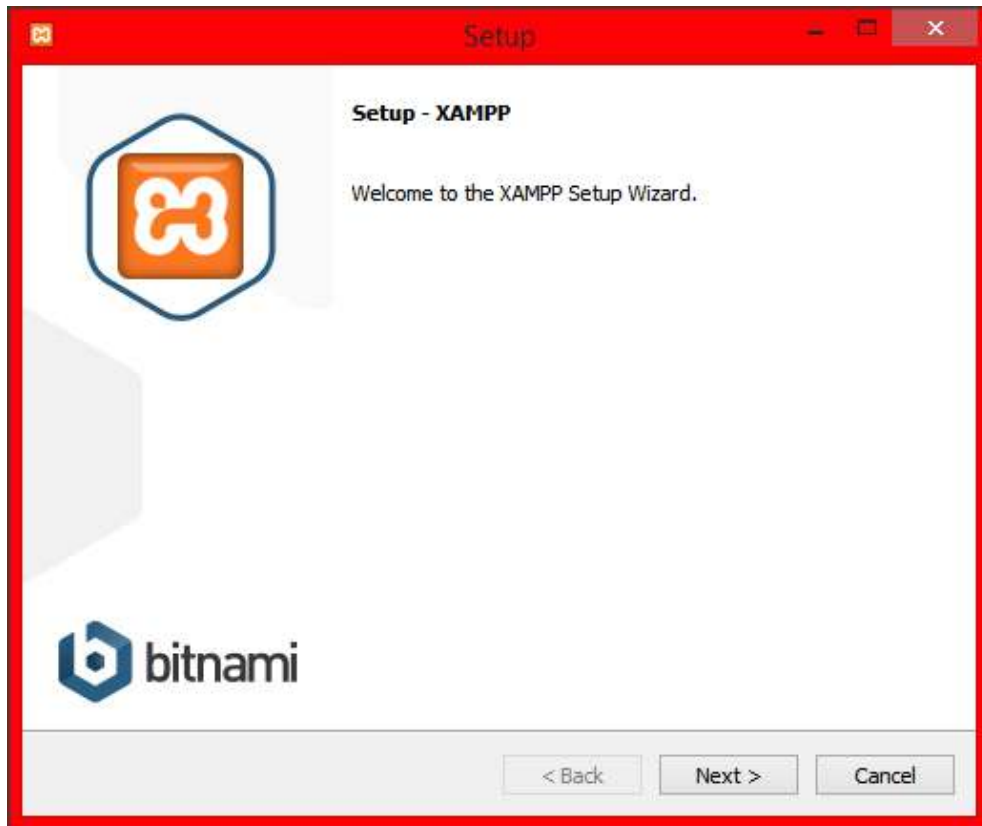 Setup
Setup - XAMPP
Welcome to the XAMPP Setup Wizard.
bitnami
< Back
Next >
Cancel